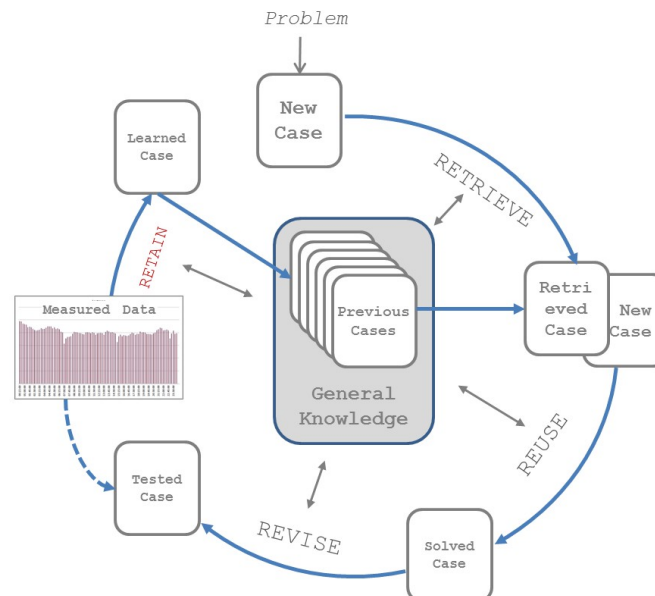 Problem
New
Case
Learned
Case
RETRIEVE
RETAIN
Measured Data
Previous
Cases
Retri
eved
Case
New
Case
General
Knowledge
REUSE
Tested
Case
REVISE
Solved
Case